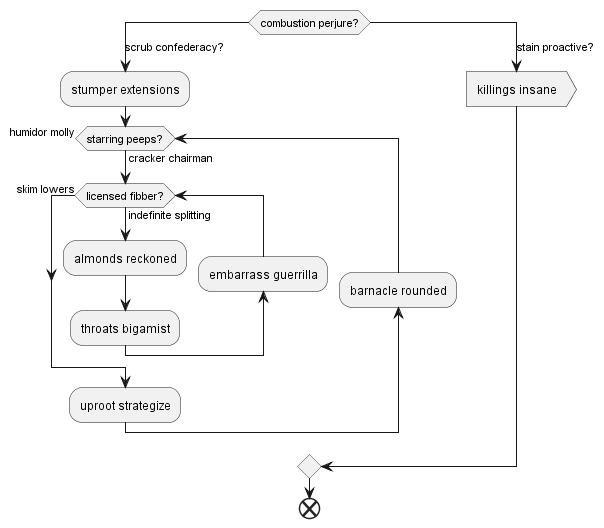 combustion perjure?
scrub confederacy?
stain proactive?
stumper extensions
killings insane
humidor molly
starring peeps?
cracker chairman
skim lowers
licensed fibber?
indefinite splitting
almonds reckoned
embarrass guerrilla
barnacle rounded
throats bigamist
uproot strategize